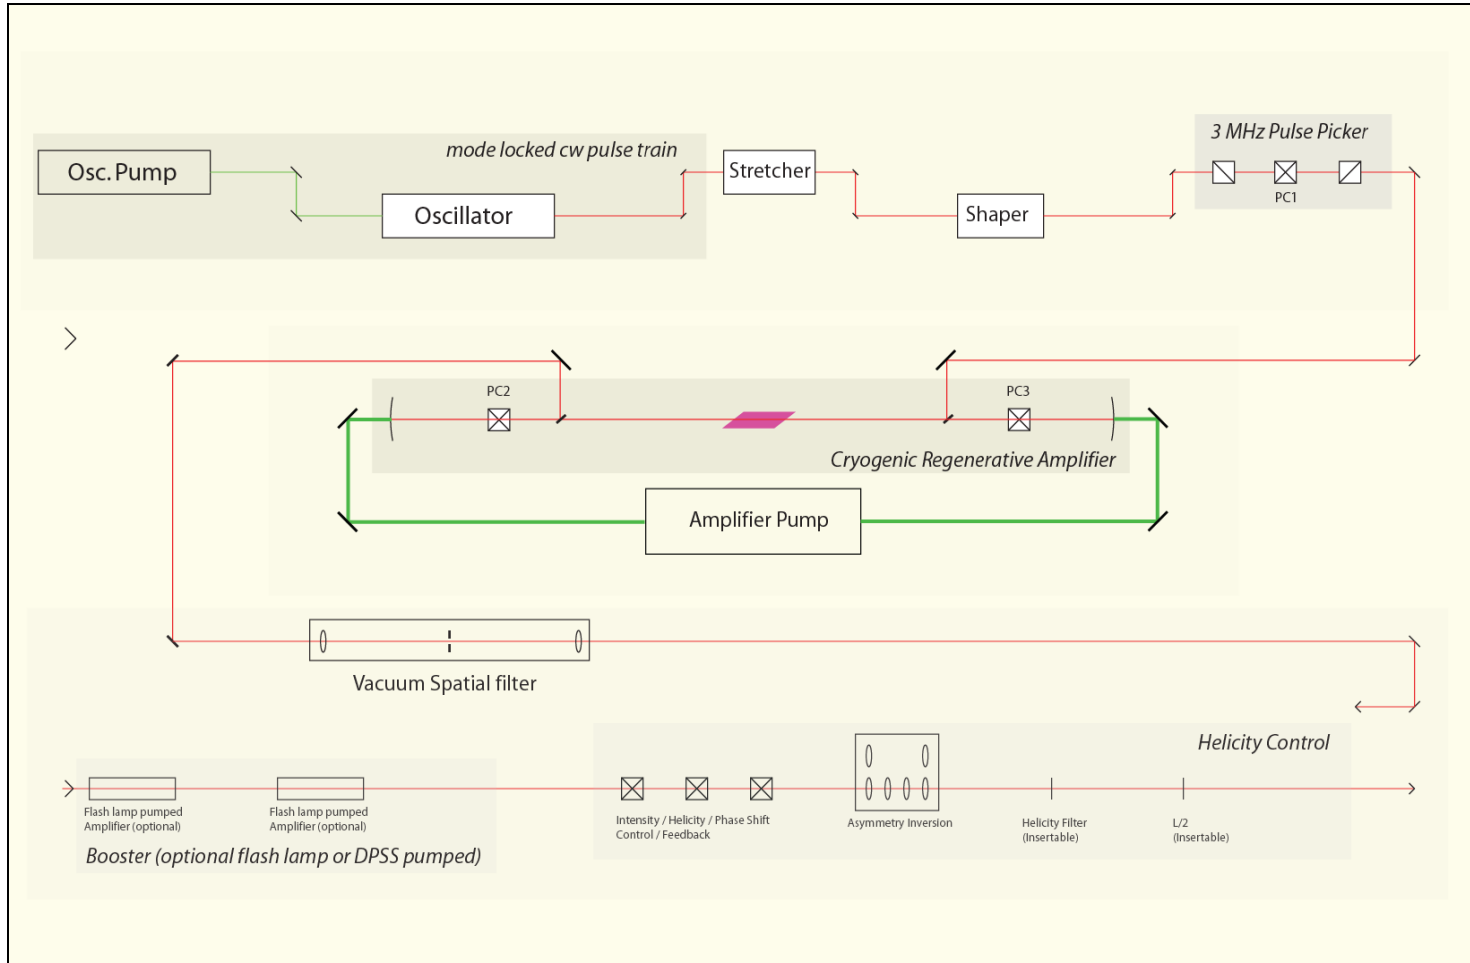 mode locked cw pulse train
Osc. Pump
Oscillator
Stretcher
Shaper
3 MHz Pulse Picker
PC1
PC2
PC3
Cryogenic Regenerative Amplifier
Amplifier Pump
Vacuum Spatial filter
Helicity Control
Flash lamp pumped
Amplifier (optional)
Flash lamp pumped
Amplifier (optional)
Booster (optional flash lamp or DPSS pumped)
Intensity / Helicity / Phase Shift
Control / Feedback
Asymmetry Inversion
Helicity Filter
(Insertable)
L/2
(Insertable)